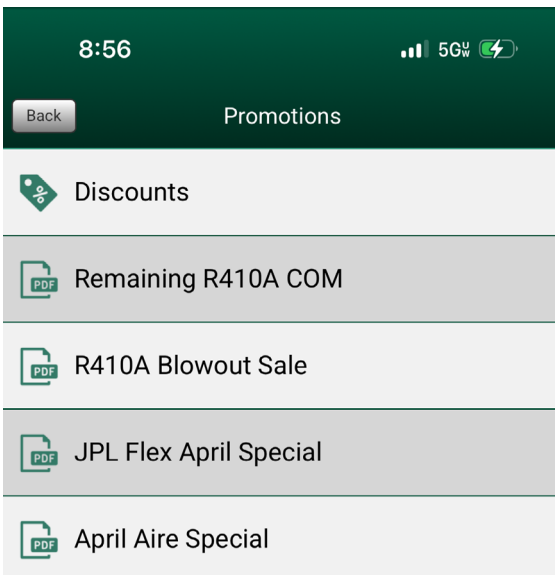 8:56
5GUW
Back
Promotions
%
Discounts
PDF
Remaining R410A COM
PDF
R410A Blowout Sale
PDF
JPL Flex April Special
PDF
April Aire Special